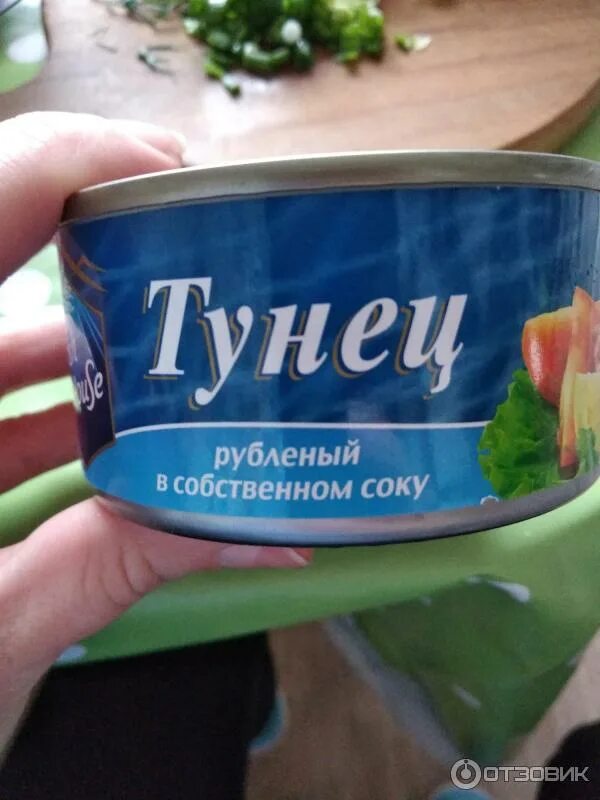 Тунец
рубленый
в собственном соку
ОТЗОВИК